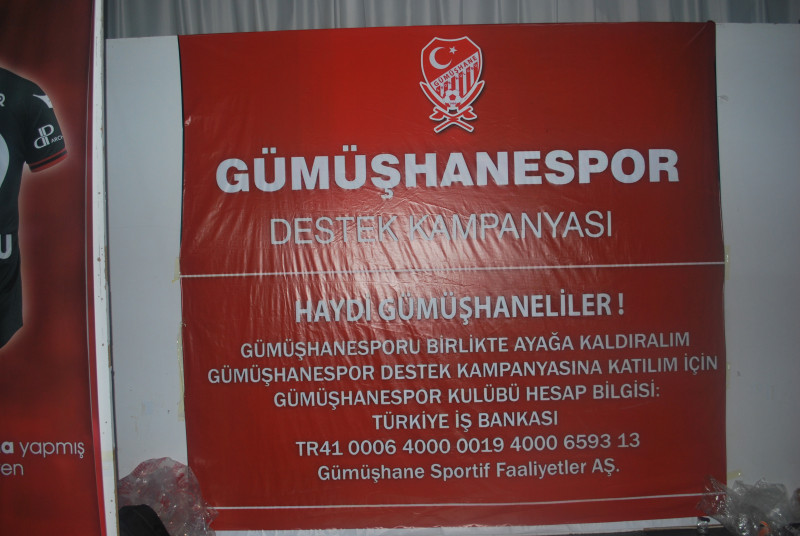 GÜMÜŞHANE
GÜMÜŞHANESPOR
DESTEK KAMPANYASI
HAYDİ GÜMÜŞHANELİLER !
GÜMÜŞHANESPORU BİRLİKTE AYAĞA KALDIRALIM
GÜMÜŞHANESPOR DESTEK KAMPANYASINA KATILIM İÇİN
GÜMÜŞHANESPOR KULÜBÜ HESAP BİLGİSİ:
TÜRKİYE İŞ BANKASI
TR41 0006 4000 0019 4000 6593 13
Gümüşhane Sportif Faaliyetler AŞ.
yapmış